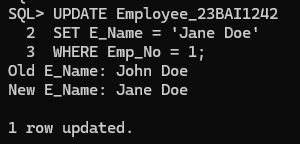 SQL> UPDATE Employee_23BAI1242
  2  SET E_Name = 'Jane Doe'
  3  WHERE Emp_No = 1;
Old E_Name: John Doe
New E_Name: Jane Doe
1 row updated.